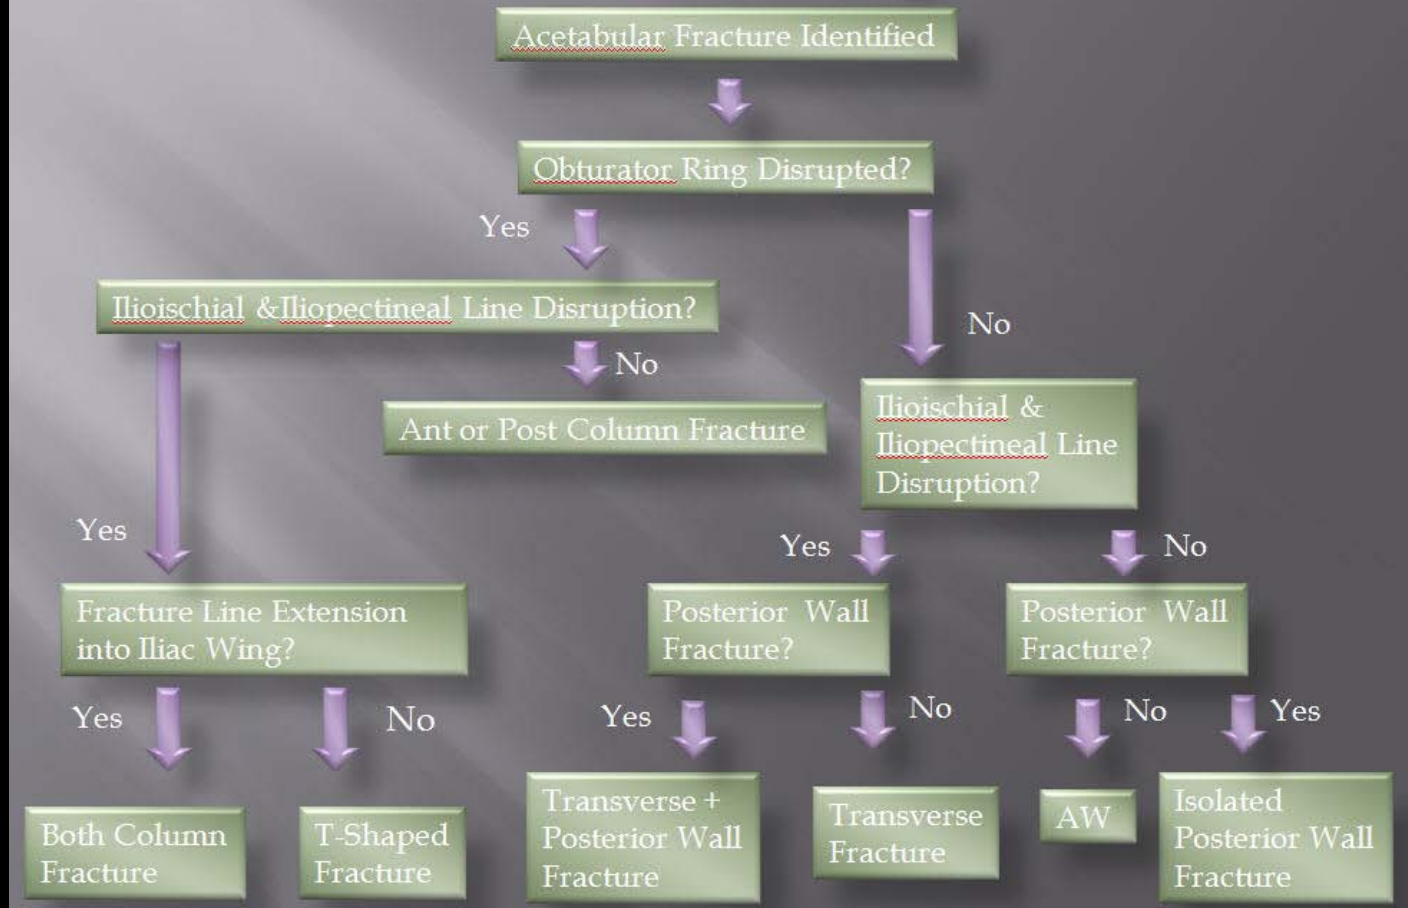 Acetabular Fracture Identified
Obturator Ring Disrupted?
Yes
No
Ilioischial &Iliopectineal Line Disruption?
No
Yes
Ant or Post Column Fracture
Ilioischial &
Iliopectineal Line
Disruption?
Yes
No
Fracture Line Extension
into Iliac Wing?
Posterior Wall
Fracture?
Posterior Wall
Fracture?
Yes
No
Yes
No
No
Yes
Both Column
Fracture
T-Shaped
Fracture
Transverse +
Posterior Wall
Fracture
Transverse
Fracture
AW
Isolated
Posterior Wall
Fracture